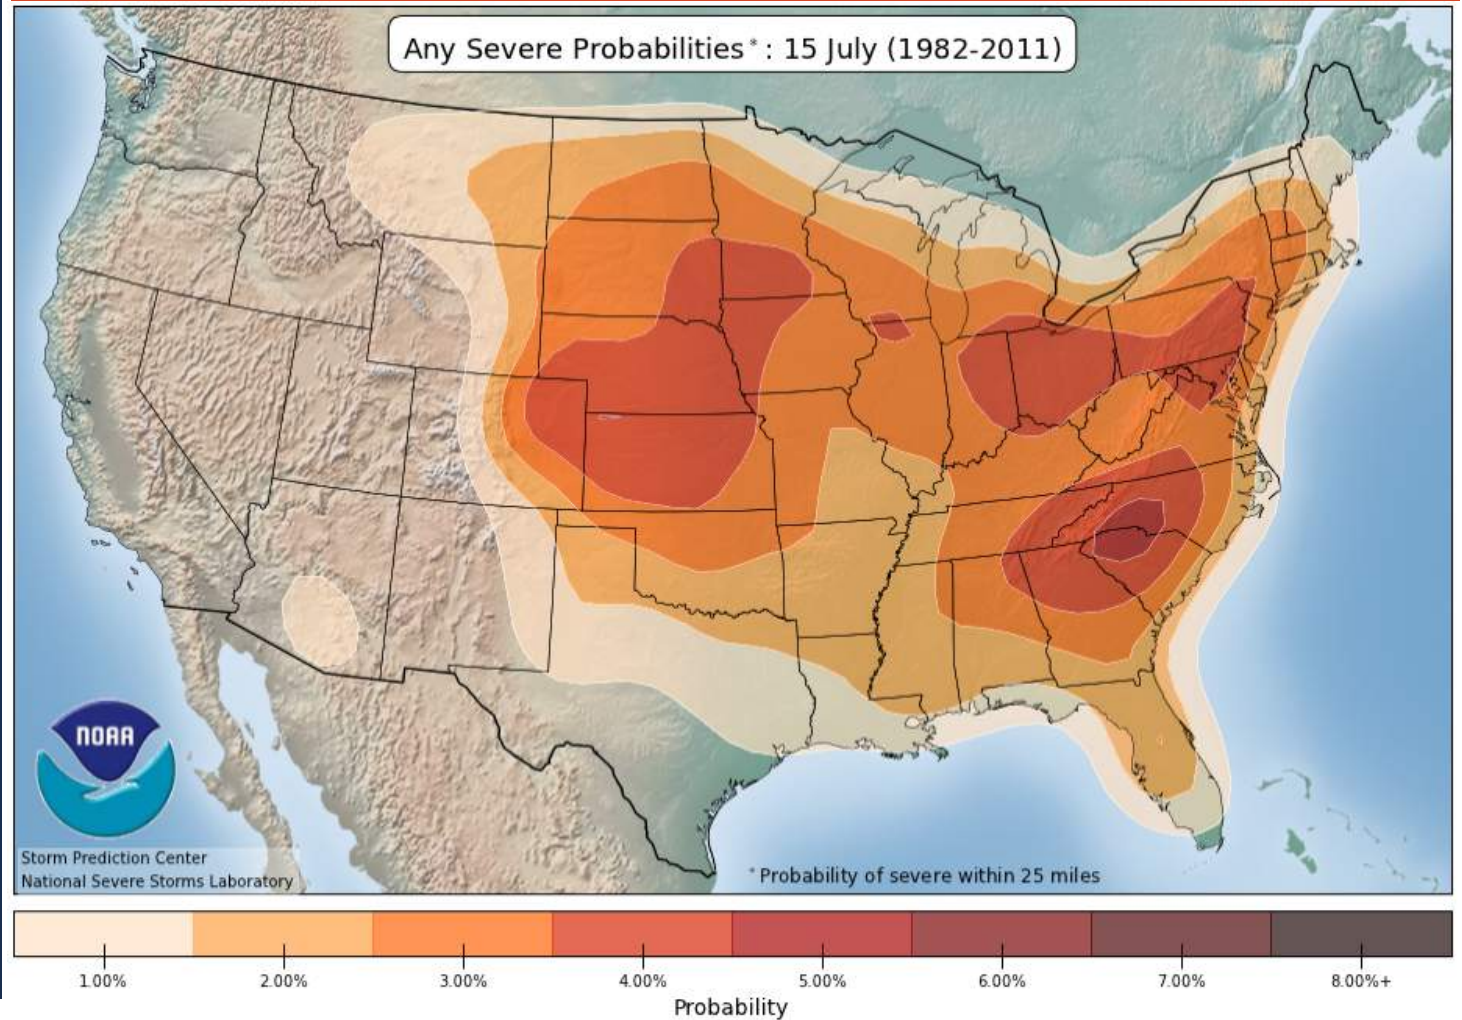 Any Severe Probabilities* : 15 July (1982-2011)
NOAA
Storm Prediction Center
National Severe Storms Laboratory
*Probability of severe within 25 miles
1.00% 2.00% 3.00% 4.00% 5.00% 6.00% 7.00% 8.00%+
Probability